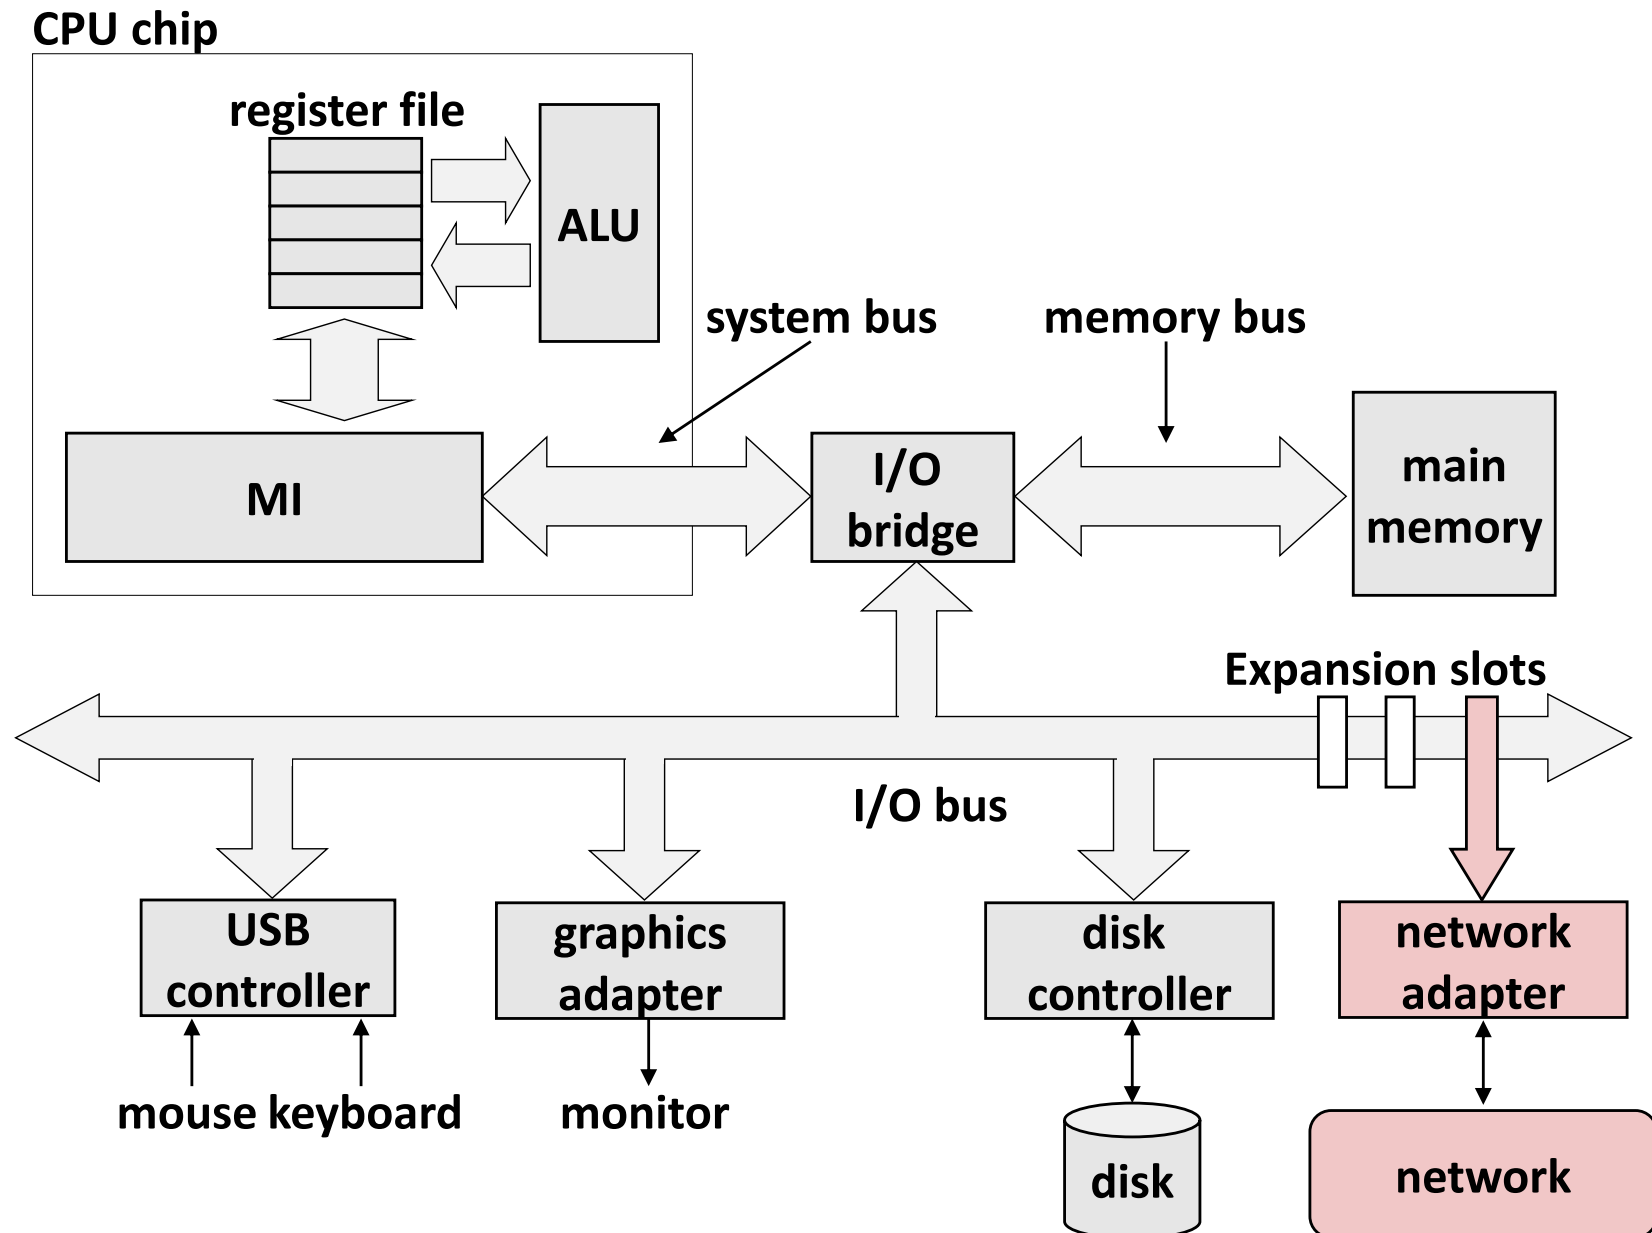 CPU chip
register file
ALU
system bus
memory bus
MI
I/O
bridge
main
memory
Expansion slots
I/O bus
USB
controller
graphics
adapter
disk
controller
network
adapter
mouse keyboard
monitor
disk
network